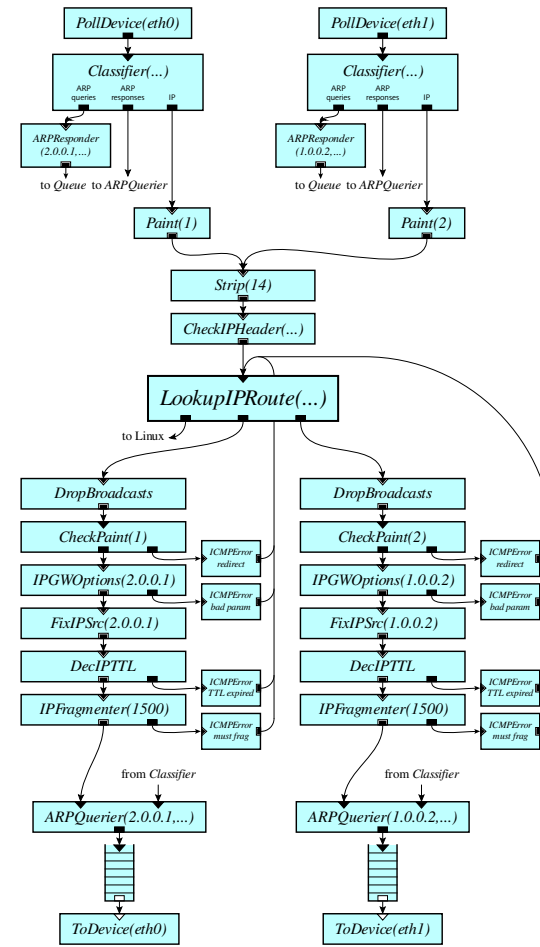 PollDevice(eth0)
PollDevice(eth1)
Classifier(...)
ARP queries
ARP responses
IP
Classifier(...)
ARP queries
ARP responses
IP
ARPResponder
(2.0.0.1,...)
ARPResponder
(1.0.0.2,...)
to Queue
to ARPQuerier
to Queue
to ARPQuerier
Paint(1)
Paint(2)
Strip(14)
CheckIPHeader(...)
LookupIPRoute(...)
to Linux
DropBroadcasts
CheckPaint(1)
ICMPError
redirect
IPGWOptions(2.0.0.1)
ICMPError
bad param
FixIPSrc(2.0.0.1)
DecIPTTL
ICMPError
TTL expired
IPFragmenter(1500)
ICMPError
must frag
from Classifier
ARPQuerier(2.0.0.1,...)
ToDevice(eth0)
DropBroadcasts
CheckPaint(2)
ICMPError
redirect
IPGWOptions(1.0.0.2)
ICMPError
bad param
FixIPSrc(1.0.0.2)
DecIPTTL
ICMPError
TTL expired
IPFragmenter(1500)
ICMPError
must frag
from Classifier
ARPQuerier(1.0.0.2,...)
ToDevice(eth1)